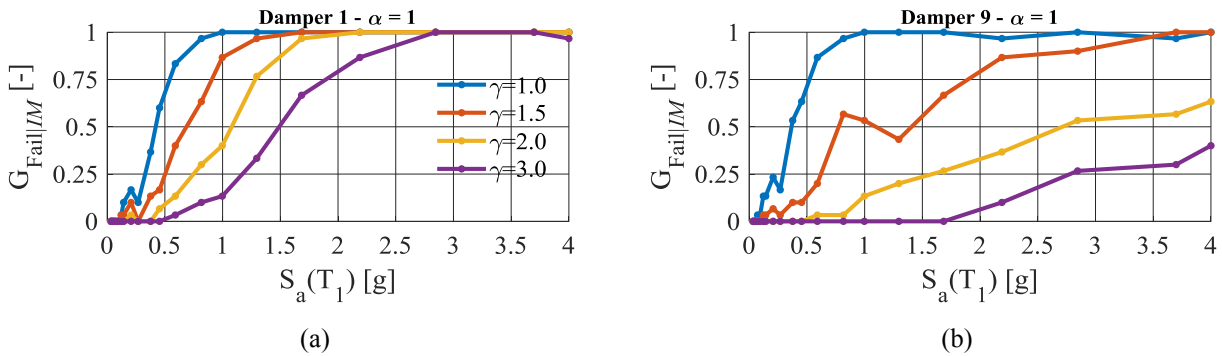 Damper 1 - α = 1
G_Fail|IM [-]
1
0.75
0.5
0.25
0
γ=1.0
γ=1.5
γ=2.0
γ=3.0
0 0.5 1 1.5 2 2.5 3 3.5 4
S_a(T_1) [g]
(a)
Damper 9 - α = 1
G_Fail|IM [-]
1
0.75
0.5
0.25
0
0 0.5 1 1.5 2 2.5 3 3.5 4
S_a(T_1) [g]
(b)